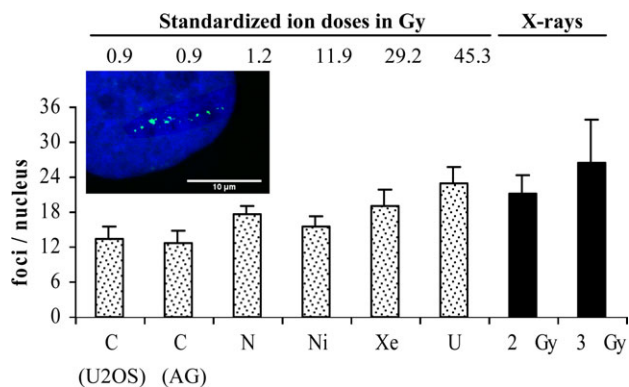 Standardized ion doses in Gy X-rays
0.9 0.9 1.2 11.9 29.2 45.3
36
30
24
18
12
6
0
foci / nucleus
10 µm
C C N Ni Xe U 2 Gy 3 Gy
(U2OS) (AG)